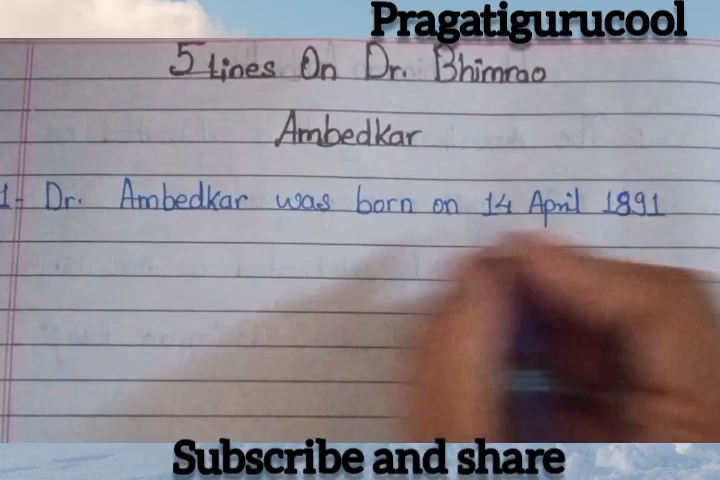 Pragatigurucool
5 Lines On Dr. Bhimrao
Ambedkar
1- Dr. Ambedkar was born on 14 April 1891
Subscribe and share